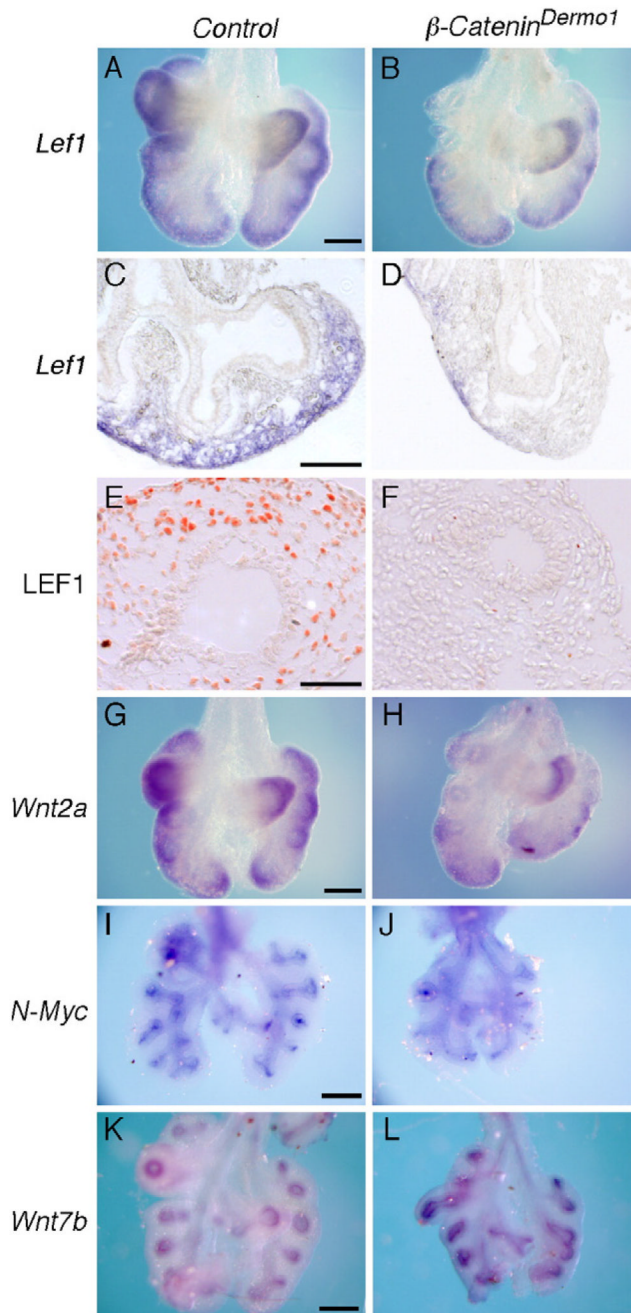 Control β-Catenin^Dermo1
A B
Lef1
C D
Lef1
E F
LEF1
G H
Wnt2a
I J
N-Myc
K L
Wnt7b